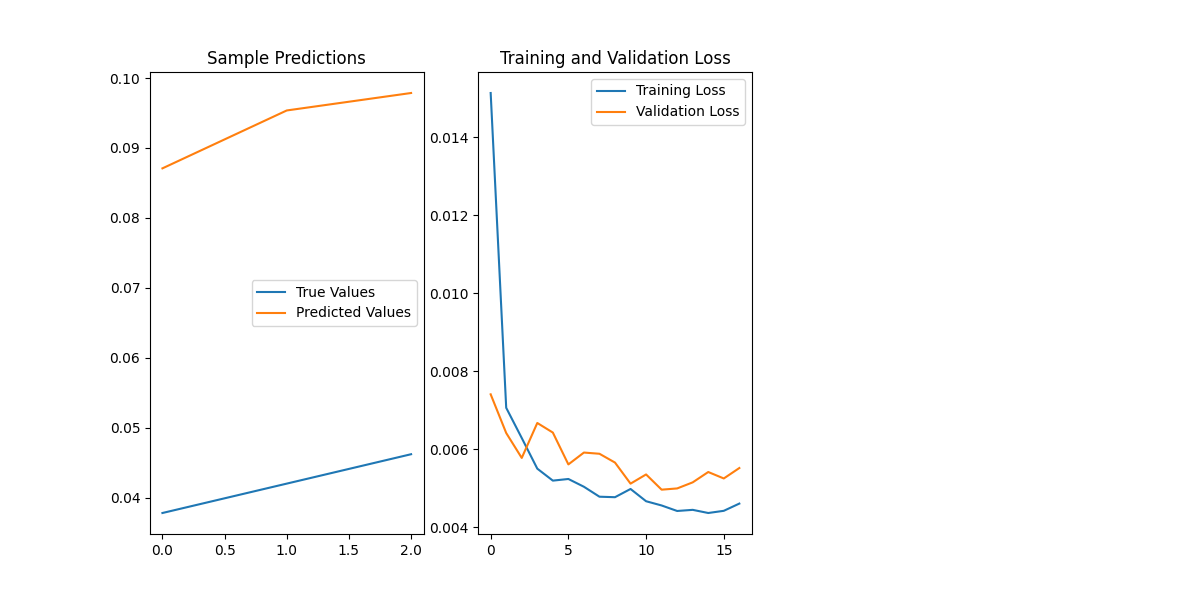 Sample Predictions
0.10
0.09
0.08
0.07
0.06
0.05
0.04
True Values
Predicted Values
0.0 0.5 1.0 1.5 2.0
Training and Validation Loss
0.014
0.012
0.010
0.008
0.006
0.004
Training Loss
Validation Loss
0 5 10 15